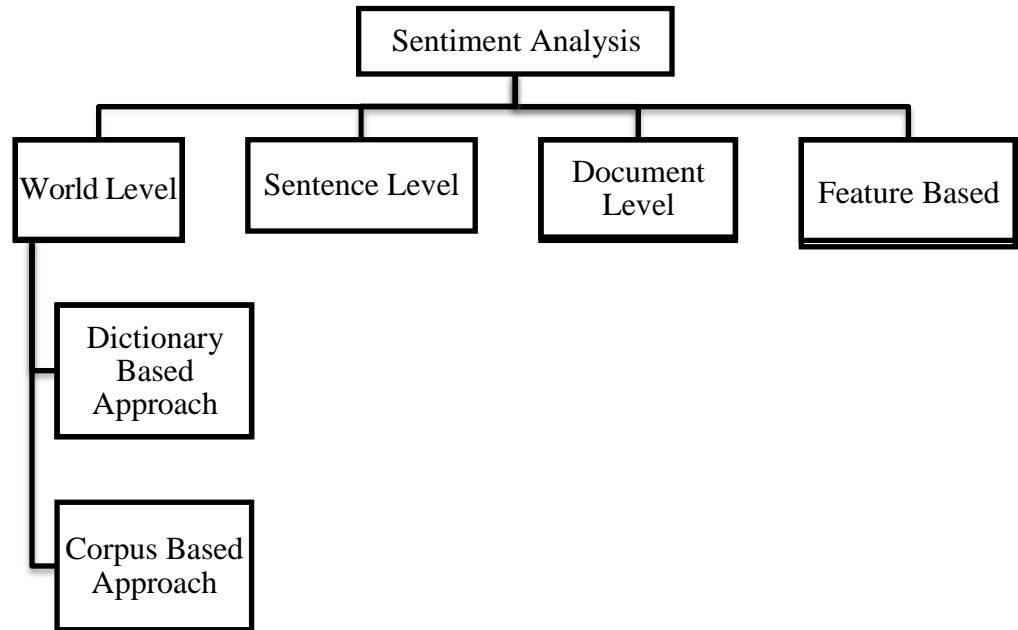 Sentiment Analysis
World Level
Sentence Level
Document
Level
Feature Based
Dictionary
Based
Approach
Corpus Based
Approach